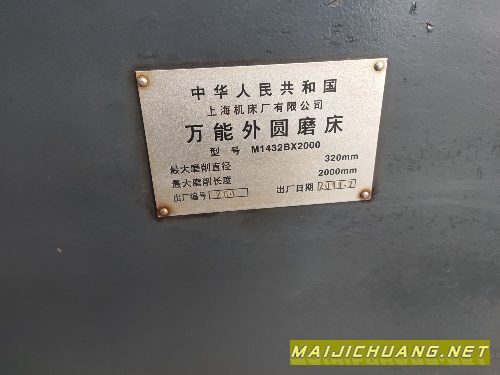 中华人民共和国
上海机床厂有限公司
万能外圆磨床
型 号 M1432BX2000
最大磨削直径 320mm
最大磨削长度 2000mm
出厂编号 出厂日期
MAIJICHUANG.NET